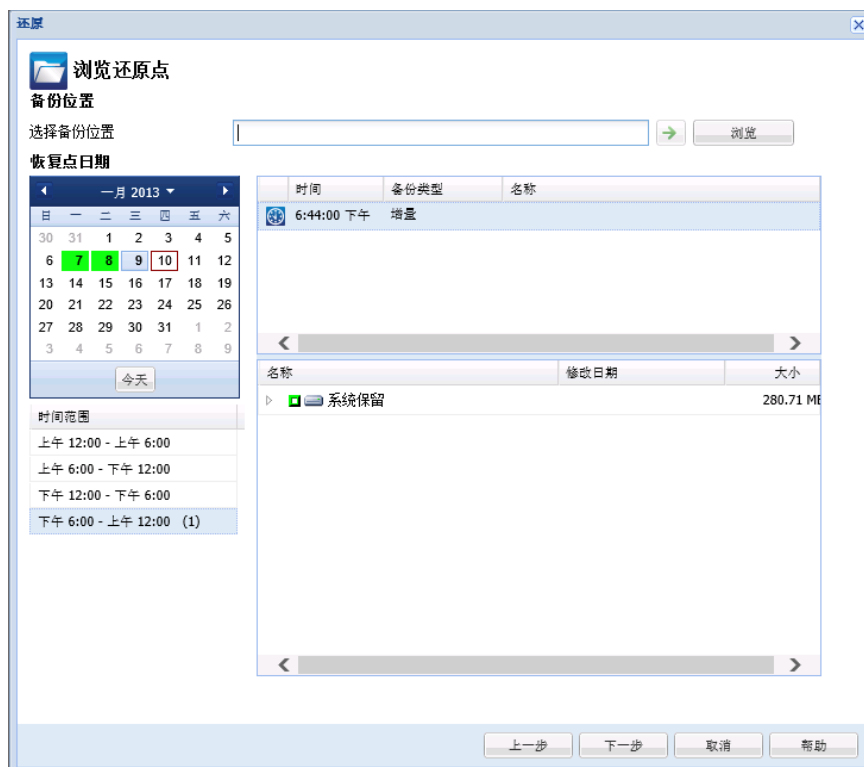 还原
浏览还原点
备份位置
选择备份位置
浏览
恢复点日期
一月 2013
日 一 二 三 四 五 六
30 31 1 2 3 4 5
6 7 8 9 10 11 12
13 14 15 16 17 18 19
20 21 22 23 24 25 26
27 28 29 30 31 1 2
3 4 5 6 7 8 9
今天
时间范围
上午 12:00 - 上午 6:00
上午 6:00 - 下午 12:00
下午 12:00 - 下午 6:00
下午 6:00 - 上午 12:00 (1)
时间 备份类型 名称
6:44:00 下午 增量
名称 修改日期 大小
系统保留 280.71 ME
上一步 下一步 取消 帮助